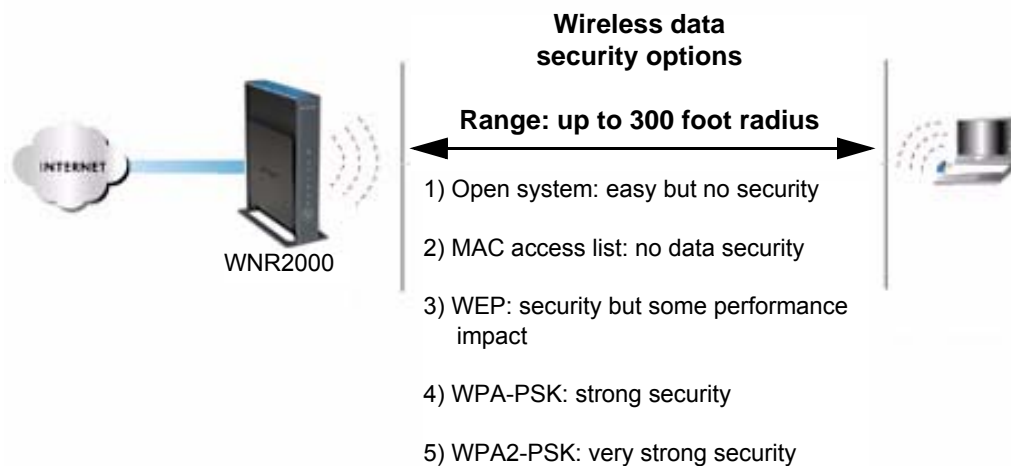 Wireless data
security options
Range: up to 300 foot radius
INTERNET
WNR2000
1) Open system: easy but no security
2) MAC access list: no data security
3) WEP: security but some performance
impact
4) WPA-PSK: strong security
5) WPA2-PSK: very strong security